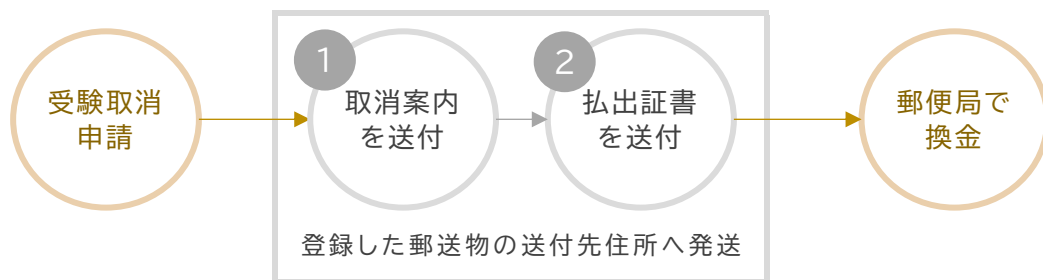 受験取消
申請
1
取消案内
を送付
2
払出証書
を送付
郵便局で
換金
登録した郵送物の送付先住所へ発送